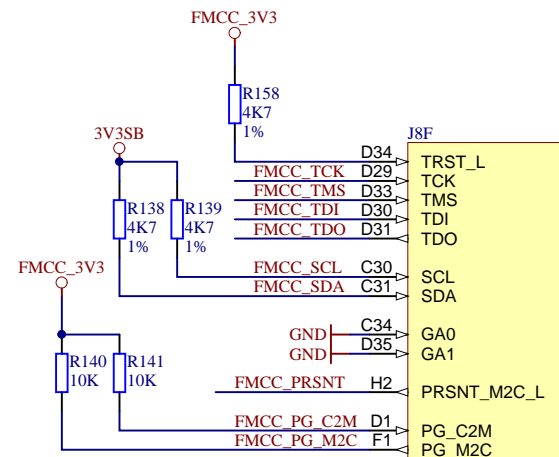 FMCC_3V3
R158
4K7
1%
J8F
3V3SB
D34 TRST_L
FMCC_TCK D29 TCK
FMCC_TMS D33 TMS
R138 R139 FMCC_TDI D30 TDI
4K7 4K7 FMCC_TDO D31 TDO
1% 1%
FMCC_3V3 FMCC_SCL C30 SCL
FMCC_SDA C31 SDA
GND C34 GA0
GND D35 GA1
R140 R141
10K 10K
FMCC_PRSNT H2 PRSNT_M2C_L
FMCC_PG_C2M D1 PG_C2M
FMCC_PG_M2C F1 PG_M2C